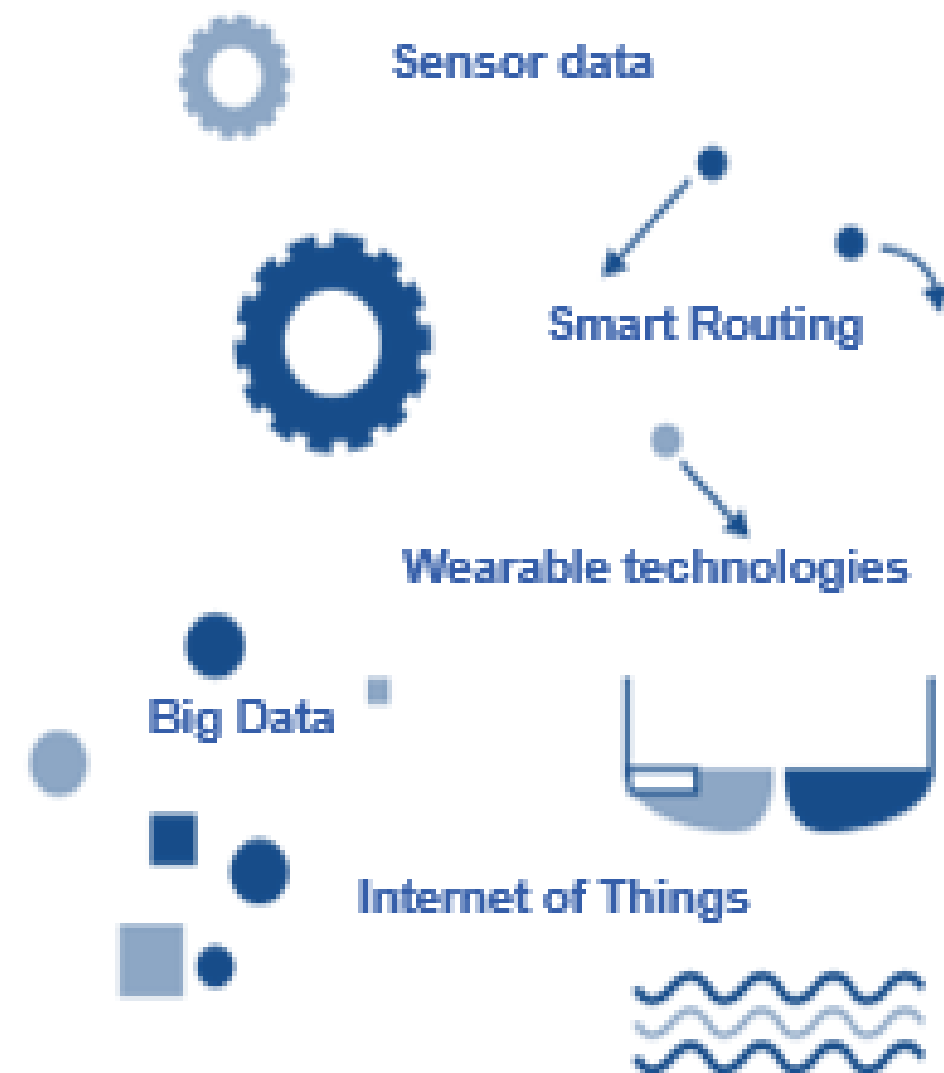 Sensor data
Smart Routing
Wearable technologies
Big Data
Internet of Things